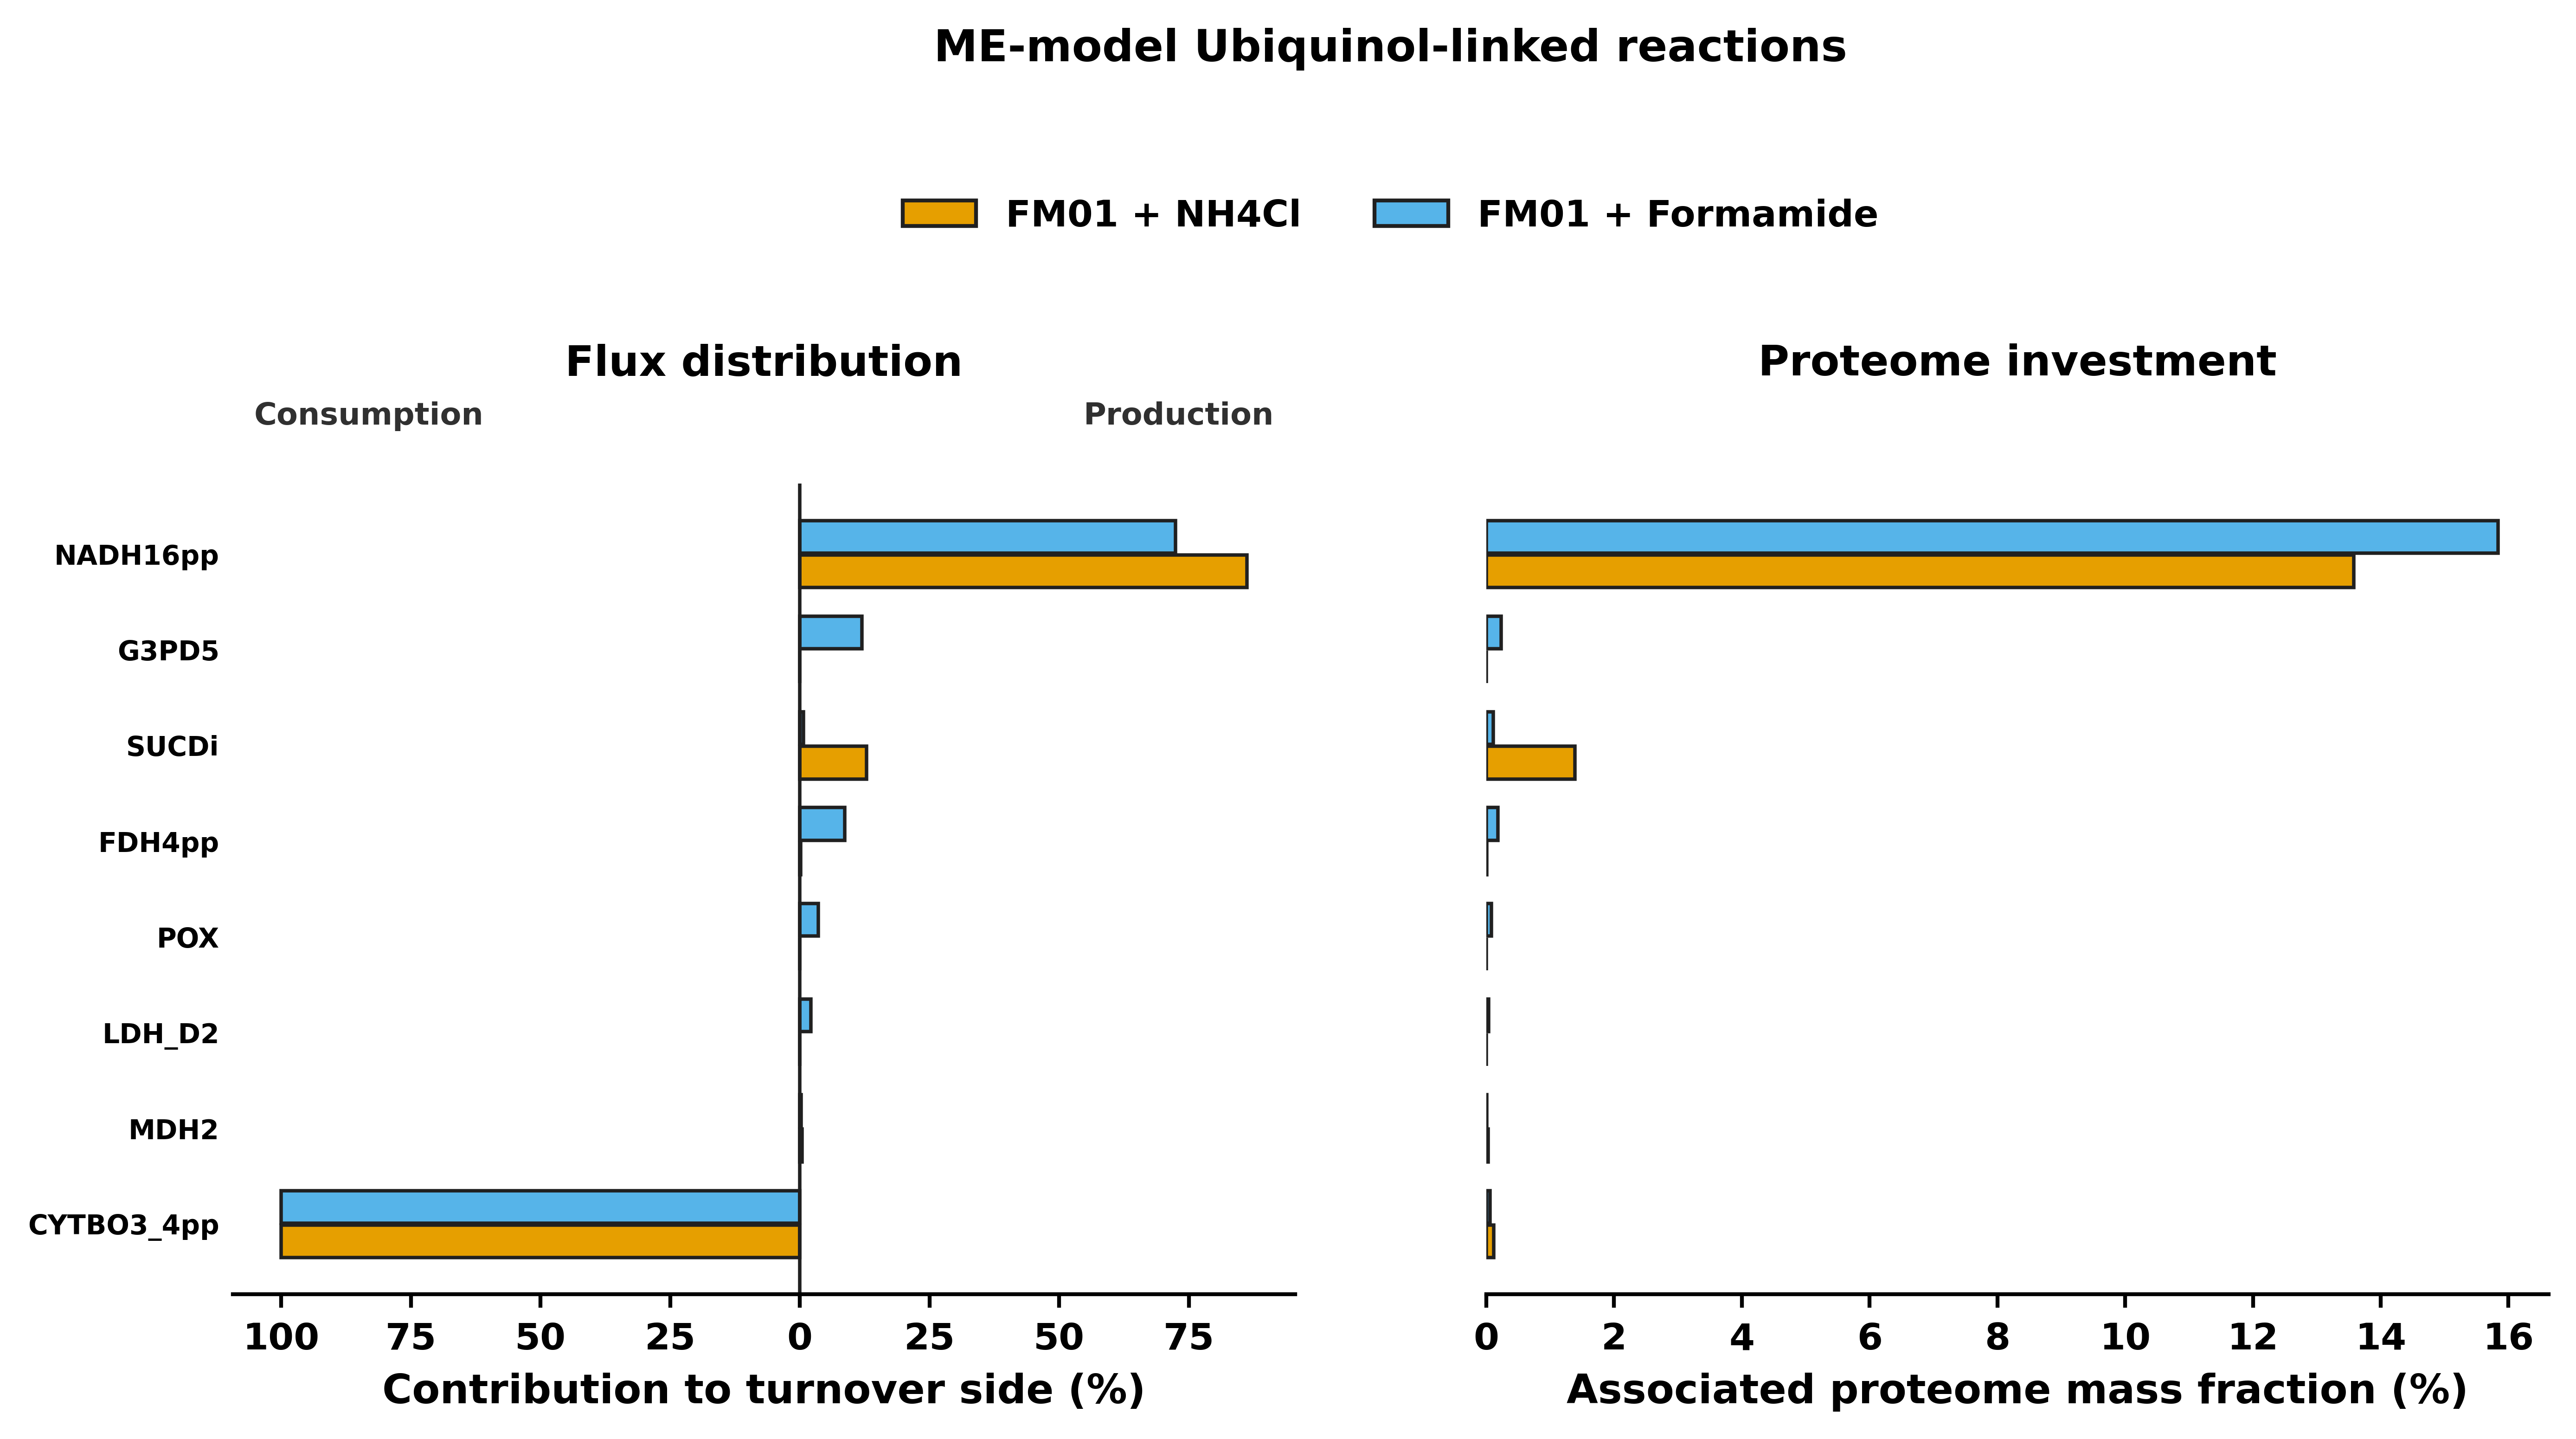 ME-model Ubiquinol-linked reactions
FM01 + NH4Cl
FM01 + Formamide
Flux distribution
Consumption
Production
NADH16pp
G3PD5
SUCDi
FDH4pp
POX
LDH_D2
MDH2
CYTBO3_4pp
100 75 50 25 0 25 50 75
Contribution to turnover side (%)
Proteome investment
0 2 4 6 8 10 12 14 16
Associated proteome mass fraction (%)